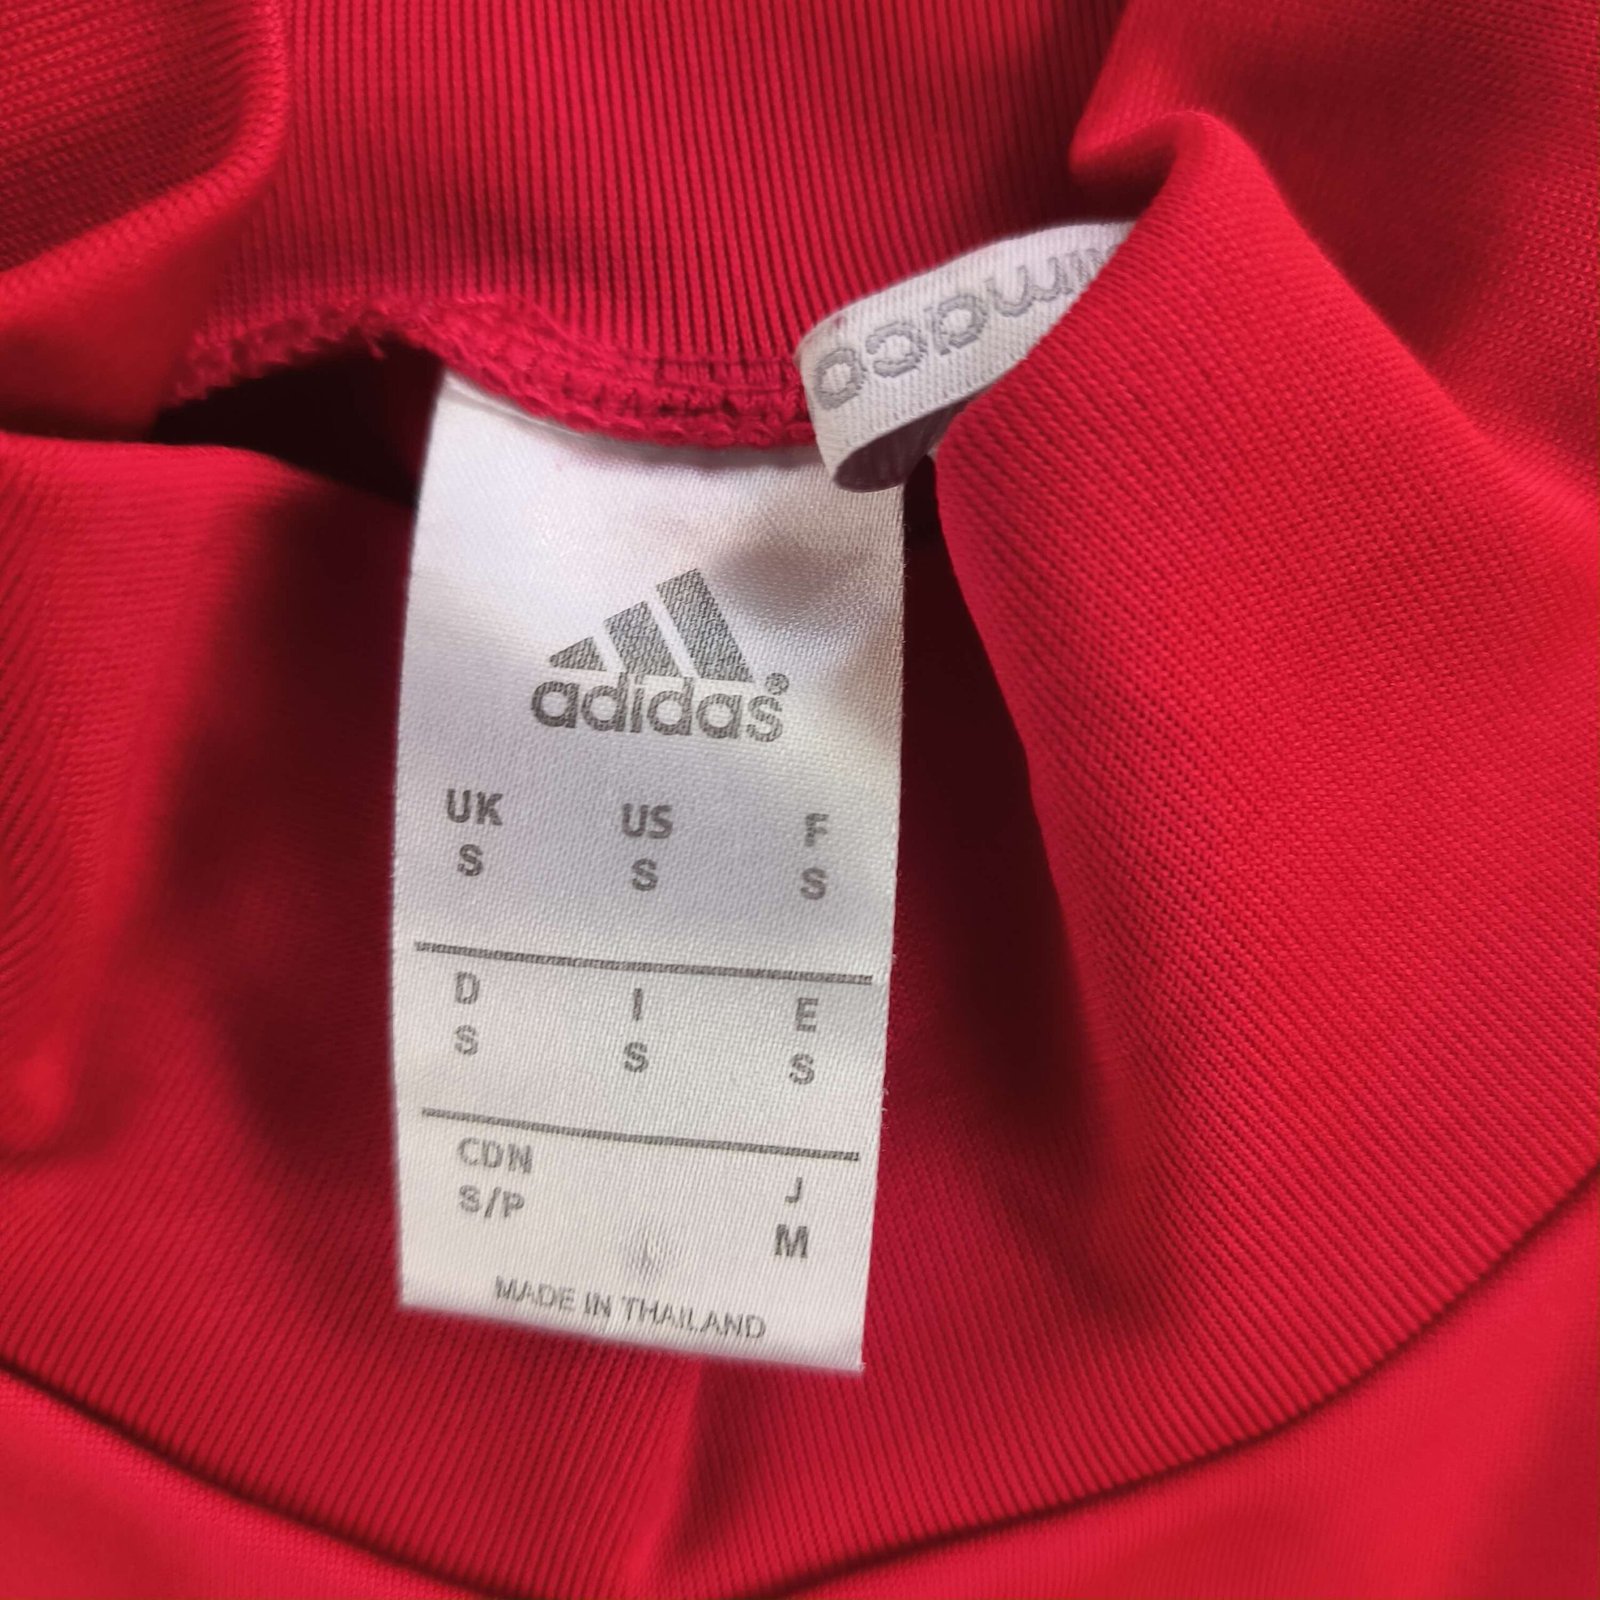 climacool
adidas®
UK US F
S S S
D I E
S S S
CDN J
S/P M
MADE IN THAILAND